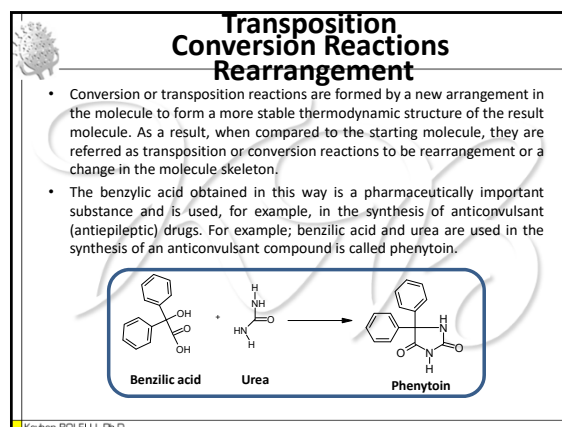 Transposition
Conversion Reactions
Rearrangement
• Conversion or transposition reactions are formed by a new arrangement in
the molecule to form a more stable thermodynamic structure of the result
molecule. As a result, when compared to the starting molecule, they are
referred as transposition or conversion reactions to be rearrangement or a
change in the molecule skeleton.
• The benzylic acid obtained in this way is a pharmaceutically important
substance and is used, for example, in the synthesis of anticonvulsant
(antiepileptic) drugs. For example; benzilic acid and urea are used in the
synthesis of an anticonvulsant compound is called phenytoin.
OH
O
OH
+
H
NH
O
HN
H
H
N
O
N
H
O
Benzilic acid
Urea
Phenytoin